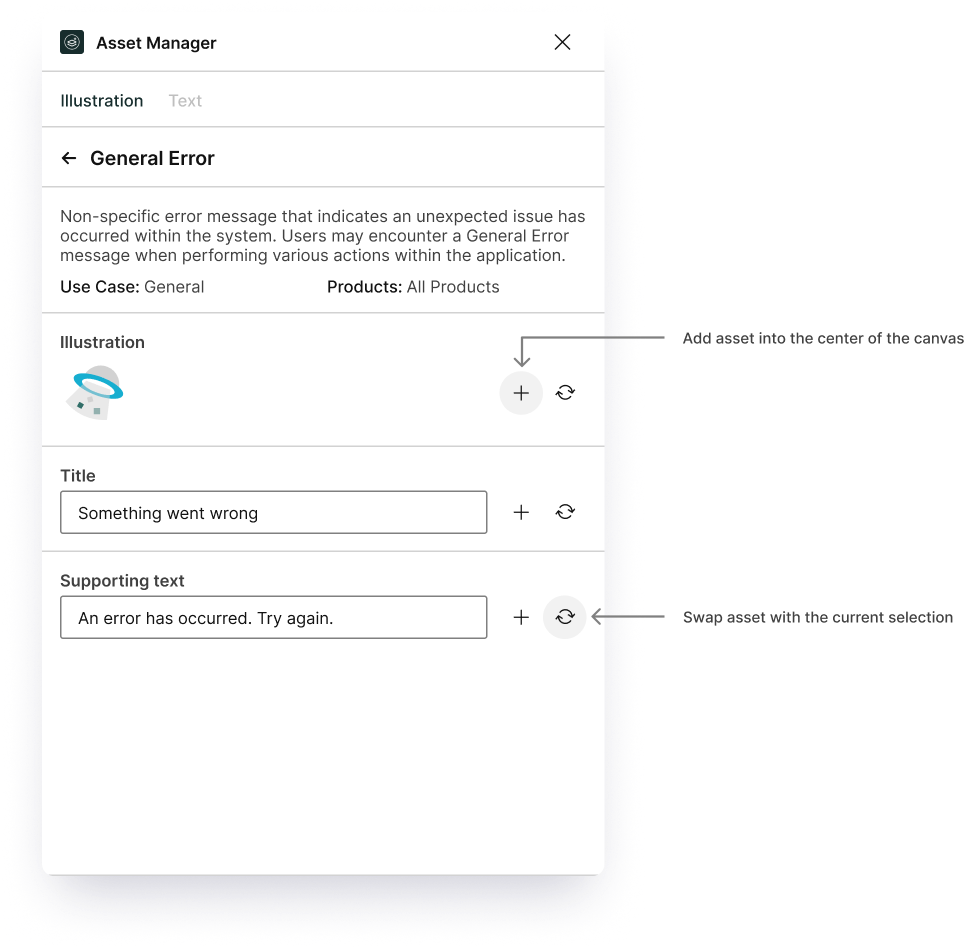 Asset Manager
Illustration Text
General Error
Non-specific error message that indicates an unexpected issue has
occurred within the system. Users may encounter a General Error
message when performing various actions within the application.
Use Case: General Products: All Products
Illustration
Add asset into the center of the canvas
Title
Something went wrong
Supporting text
An error has occurred. Try again.
Swap asset with the current selection